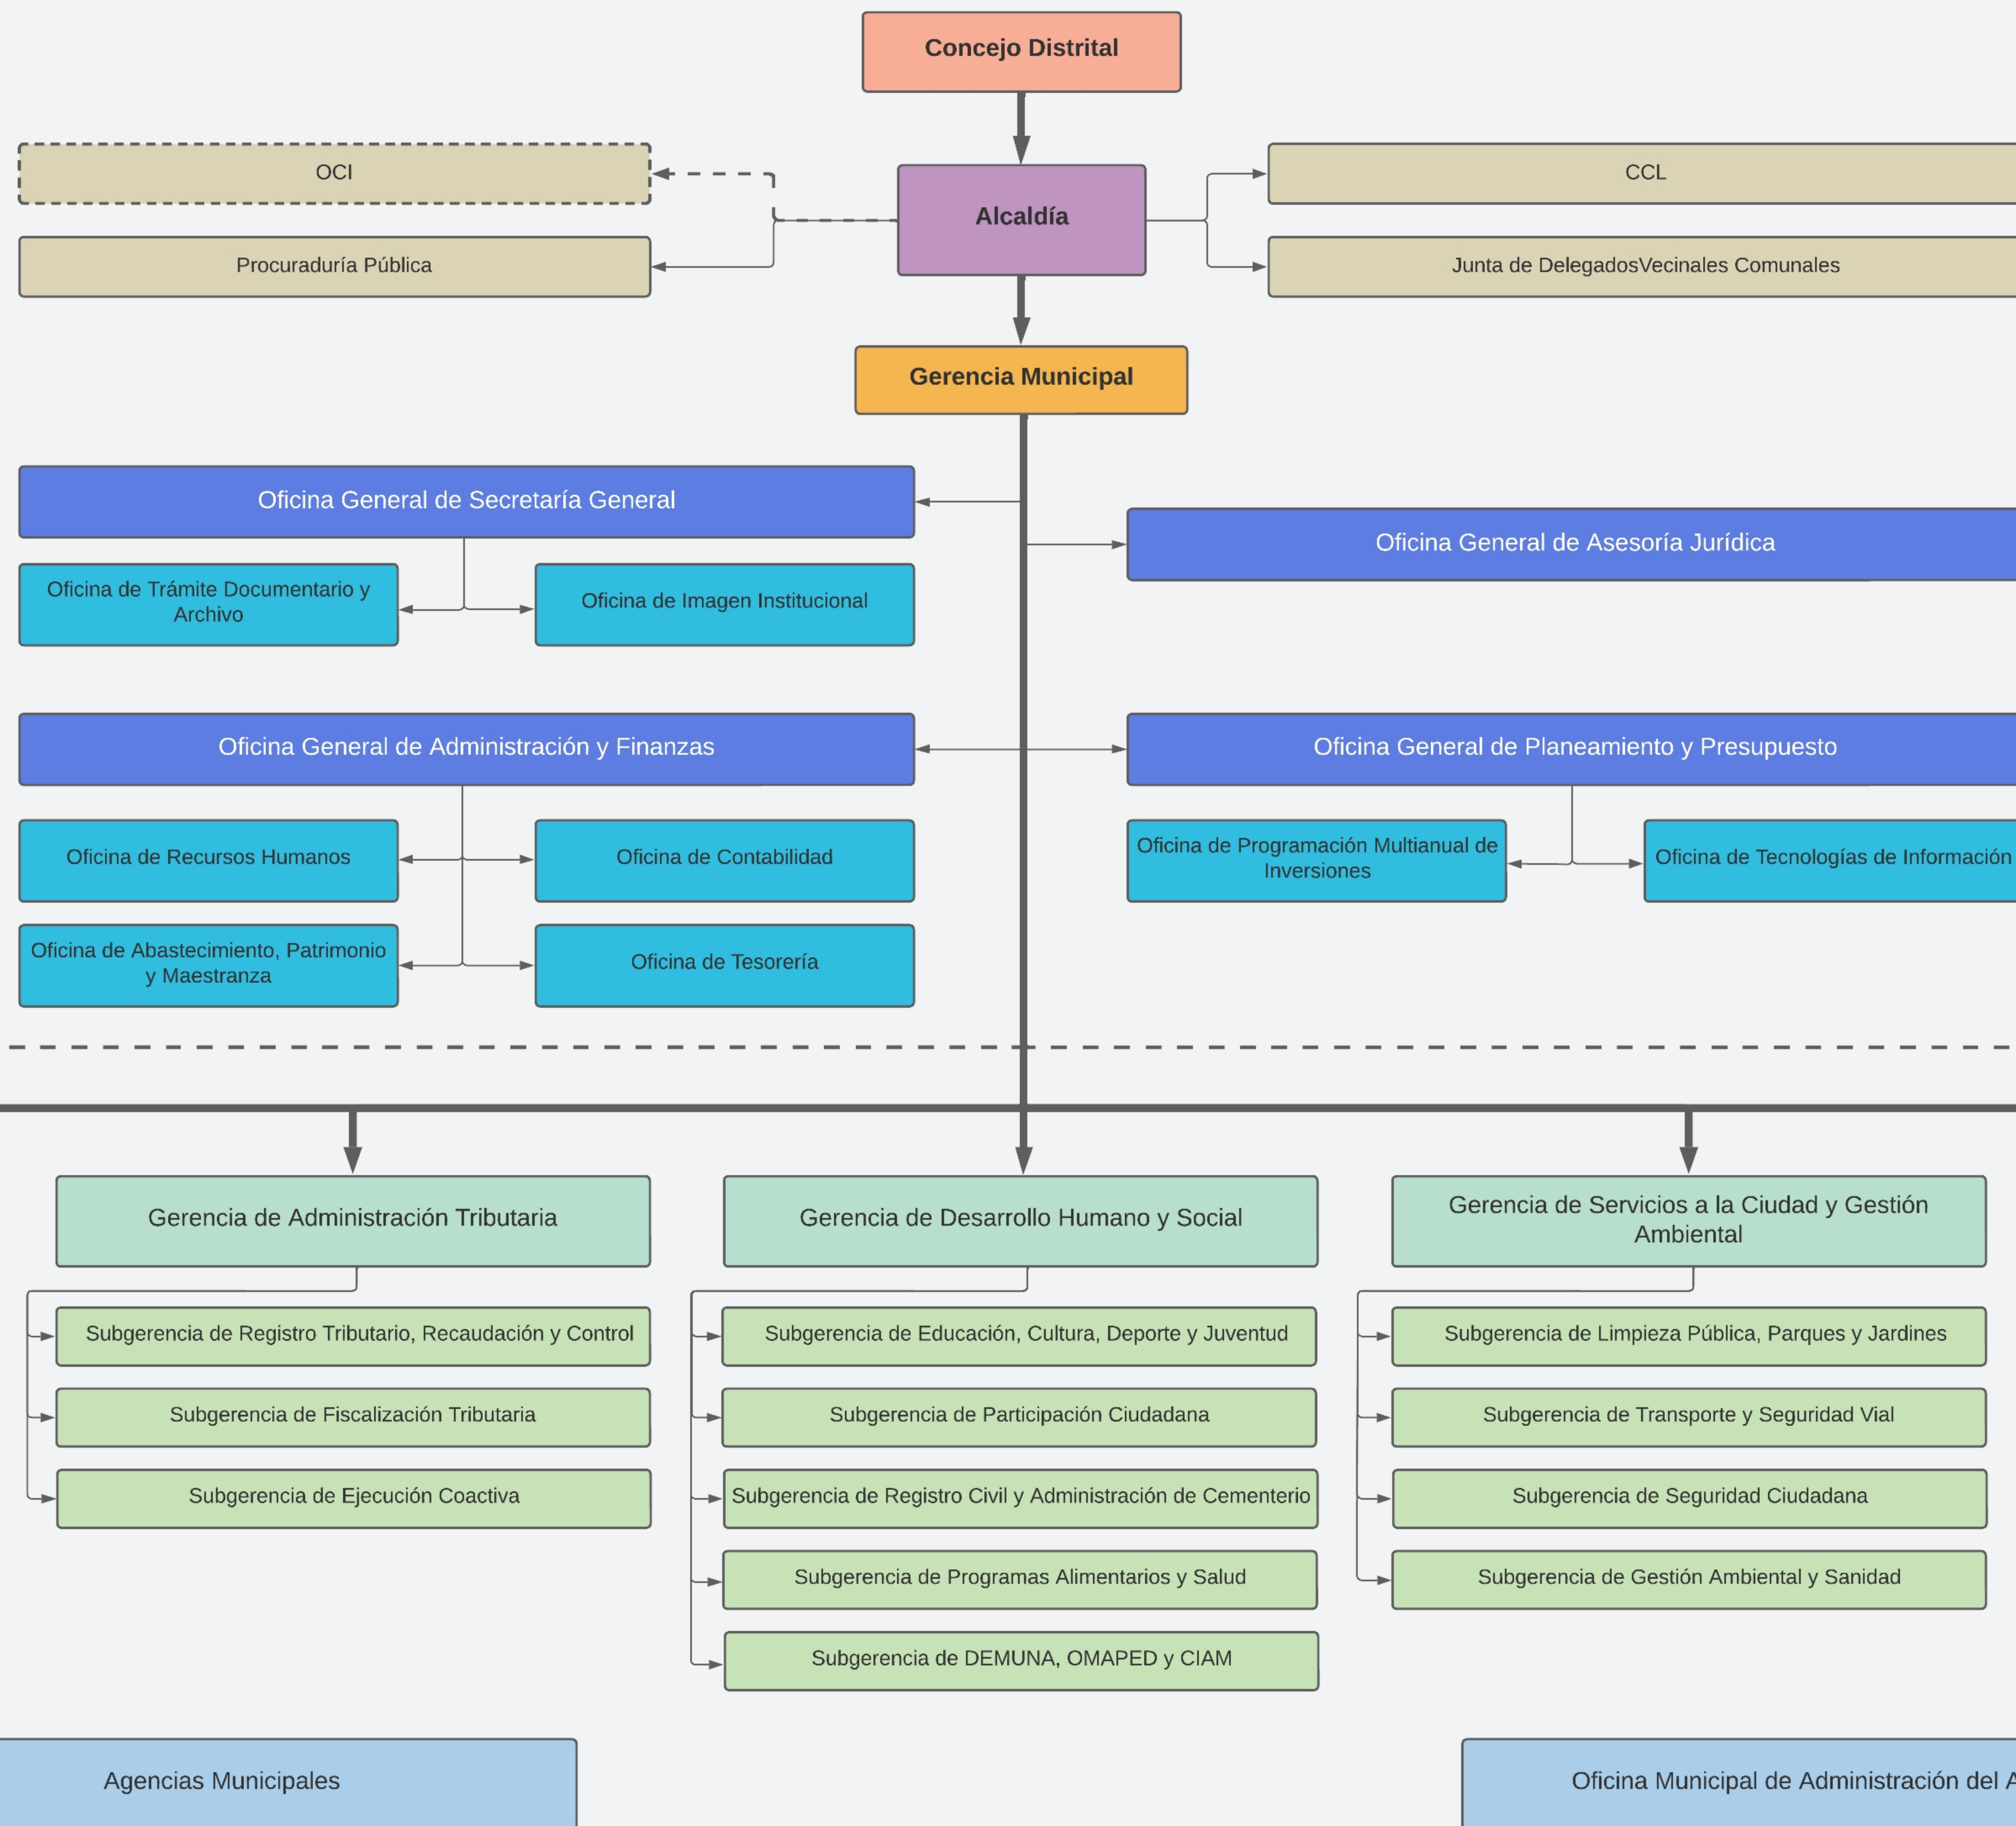 Concejo Distrital
OCI
Alcaldía
CCL
Procuraduría Pública
Junta de DelegadosVecinales Comunales
Gerencia Municipal
Oficina General de Secretaría General
Oficina General de Asesoría Jurídica
Oficina de Trámite Documentario y
Archivo
Oficina de Imagen Institucional
Oficina General de Administración y Finanzas
Oficina General de Planeamiento y Presupuesto
Oficina de Recursos Humanos
Oficina de Contabilidad
Oficina de Programación Multianual de
Inversiones
Oficina de Tecnologías de Información
Oficina de Abastecimiento, Patrimonio
y Maestranza
Oficina de Tesorería
Gerencia de Administración Tributaria
Subgerencia de Registro Tributario, Recaudación y Control
Subgerencia de Fiscalización Tributaria
Subgerencia de Ejecución Coactiva
Gerencia de Desarrollo Humano y Social
Subgerencia de Educación, Cultura, Deporte y Juventud
Subgerencia de Participación Ciudadana
Subgerencia de Registro Civil y Administración de Cementerio
Subgerencia de Programas Alimentarios y Salud
Subgerencia de DEMUNA, OMAPED y CIAM
Gerencia de Servicios a la Ciudad y Gestión
Ambiental
Subgerencia de Limpieza Pública, Parques y Jardines
Subgerencia de Transporte y Seguridad Vial
Subgerencia de Seguridad Ciudadana
Subgerencia de Gestión Ambiental y Sanidad
Agencias Municipales
Oficina Municipal de Administración del